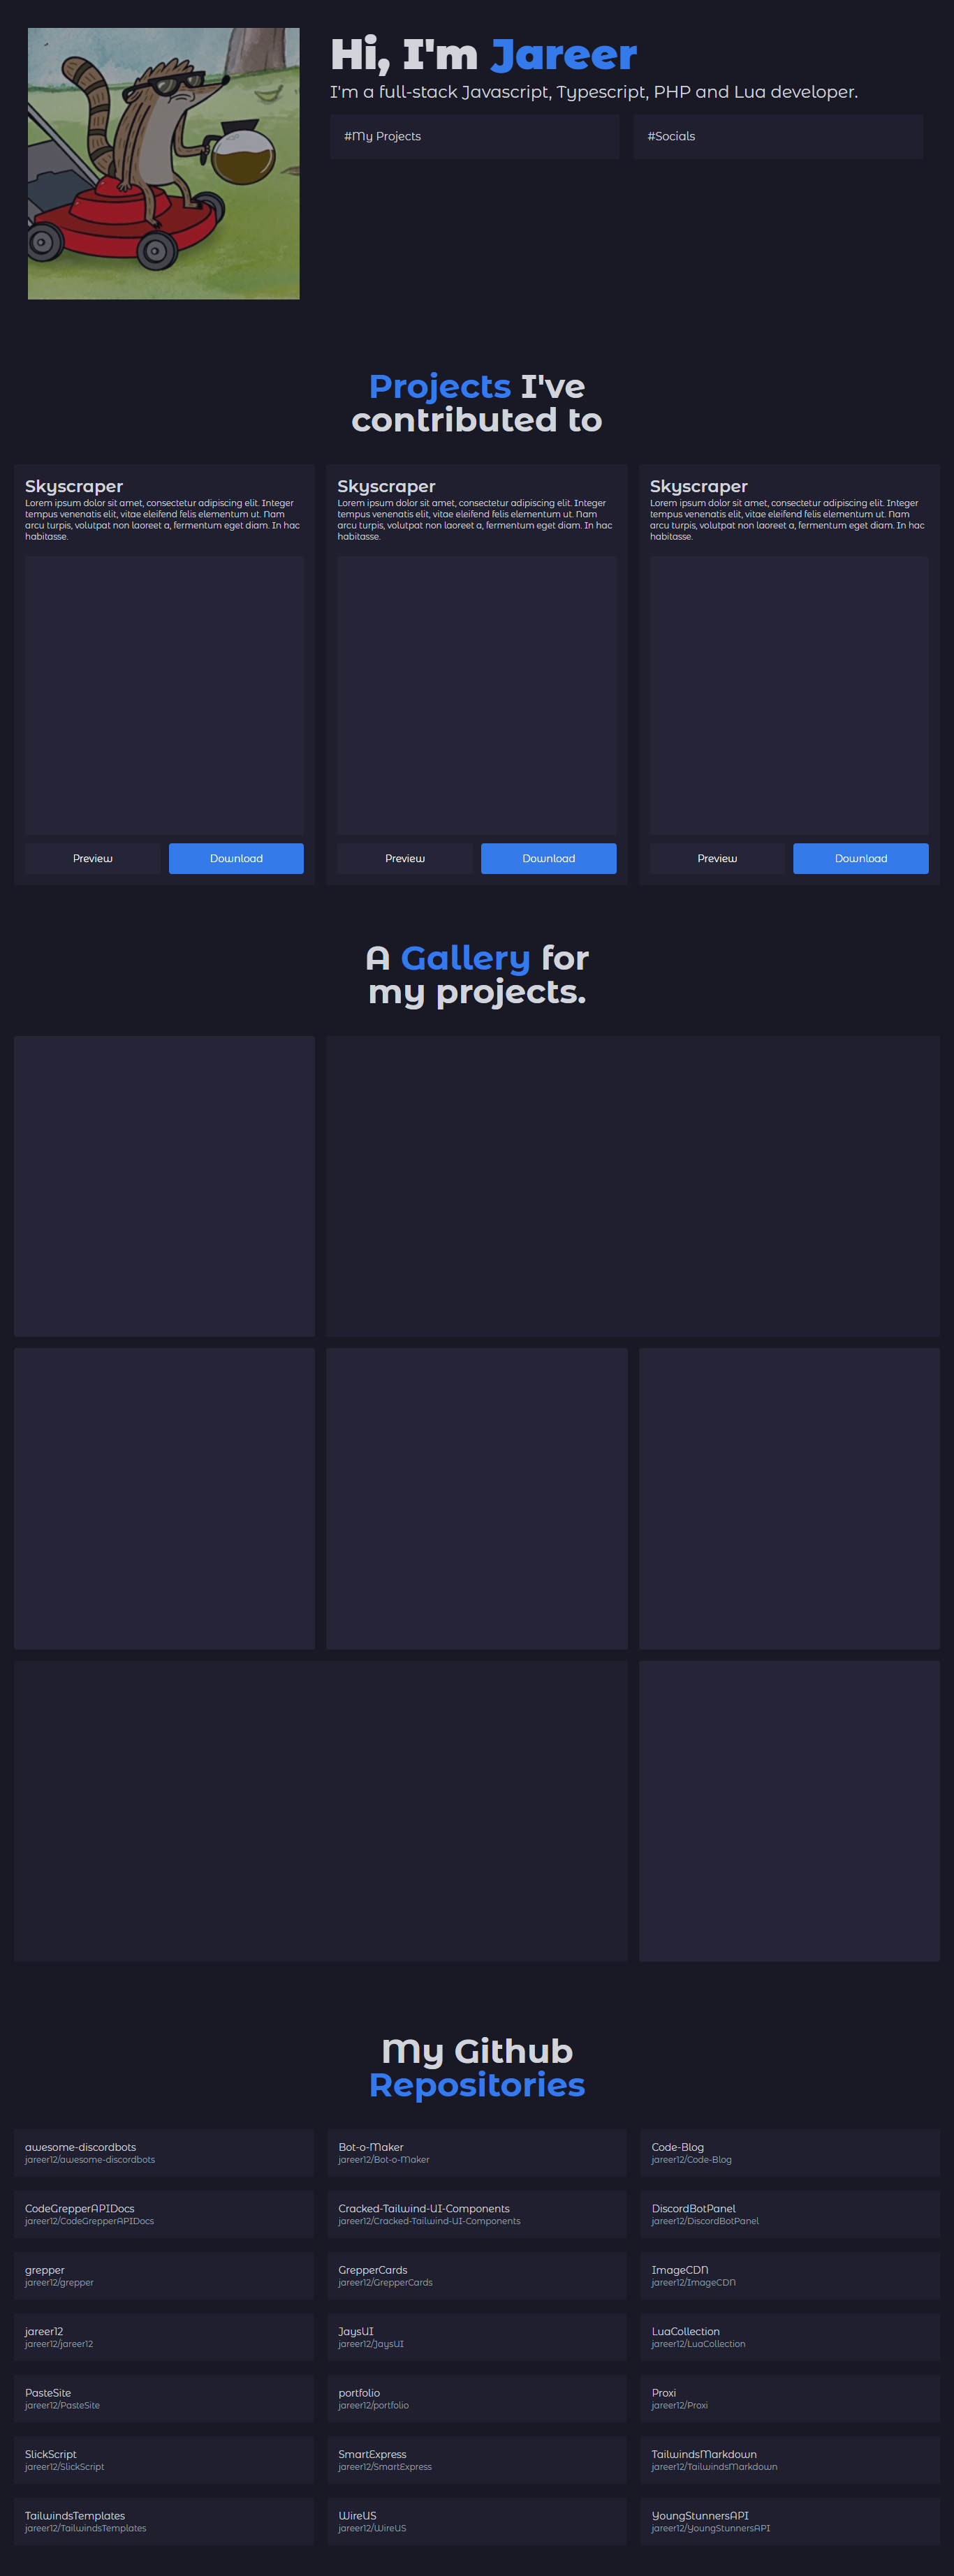 Hi, I'm Jareer
I'm a full-stack Javascript, Typescript, PHP and Lua developer.
#My Projects
#Socials
Projects I've
contributed to
Skyscraper
Lorem ipsum dolor sit amet, consectetur adipiscing elit. Integer
tempus venenatis elit, vitae eleifend felis elementum ut. Nam
arcu turpis, volutpat non laoreet a, fermentum eget diam. In hac
habitasse.
Preview
Download
Skyscraper
Lorem ipsum dolor sit amet, consectetur adipiscing elit. Integer
tempus venenatis elit, vitae eleifend felis elementum ut. Nam
arcu turpis, volutpat non laoreet a, fermentum eget diam. In hac
habitasse.
Preview
Download
Skyscraper
Lorem ipsum dolor sit amet, consectetur adipiscing elit. Integer
tempus venenatis elit, vitae eleifend felis elementum ut. Nam
arcu turpis, volutpat non laoreet a, fermentum eget diam. In hac
habitasse.
Preview
Download
A Gallery for
my projects.
My Github
Repositories
awesome-discordbots
jareer12/awesome-discordbots
Bot-o-Maker
jareer12/Bot-o-Maker
Code-Blog
jareer12/Code-Blog
CodeGrepperAPIDocs
jareer12/CodeGrepperAPIDocs
Cracked-Tailwind-UI-Components
jareer12/Cracked-Tailwind-UI-Components
DiscordBotPanel
jareer12/DiscordBotPanel
grepper
jareer12/grepper
GrepperCards
jareer12/GrepperCards
ImageCDN
jareer12/ImageCDN
jareer12
jareer12/jareer12
JaysUI
jareer12/JaysUI
LuaCollection
jareer12/LuaCollection
PasteSite
jareer12/PasteSite
portfolio
jareer12/portfolio
Proxi
jareer12/Proxi
SlickScript
jareer12/SlickScript
SmartExpress
jareer12/SmartExpress
TailwindsMarkdown
jareer12/TailwindsMarkdown
TailwindsTemplates
jareer12/TailwindsTemplates
WireUS
jareer12/WireUS
YoungStunnersAPI
jareer12/YoungStunnersAPI